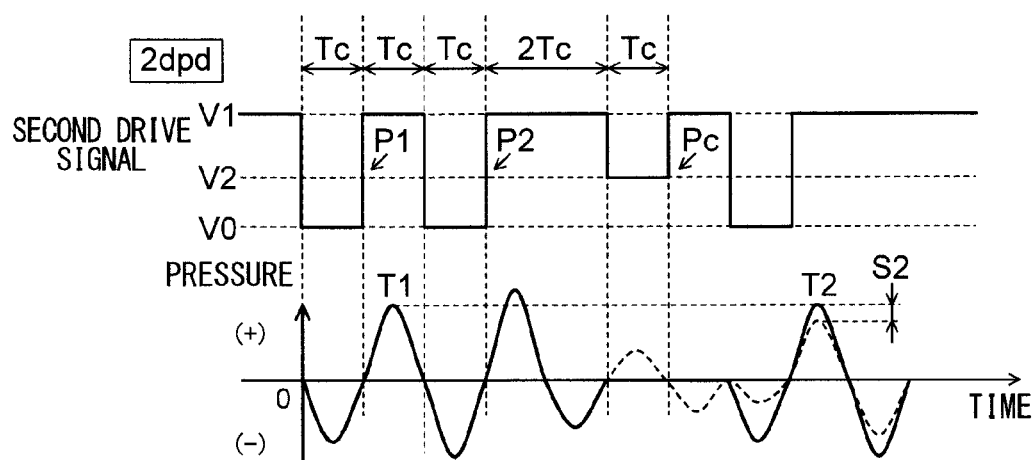 2dpd
Tc Tc Tc 2Tc Tc
SECOND DRIVE
SIGNAL
V1
V2
V0
P1 P2 Pc
PRESSURE
T1 T2 S2
(+)
0
(-)
TIME